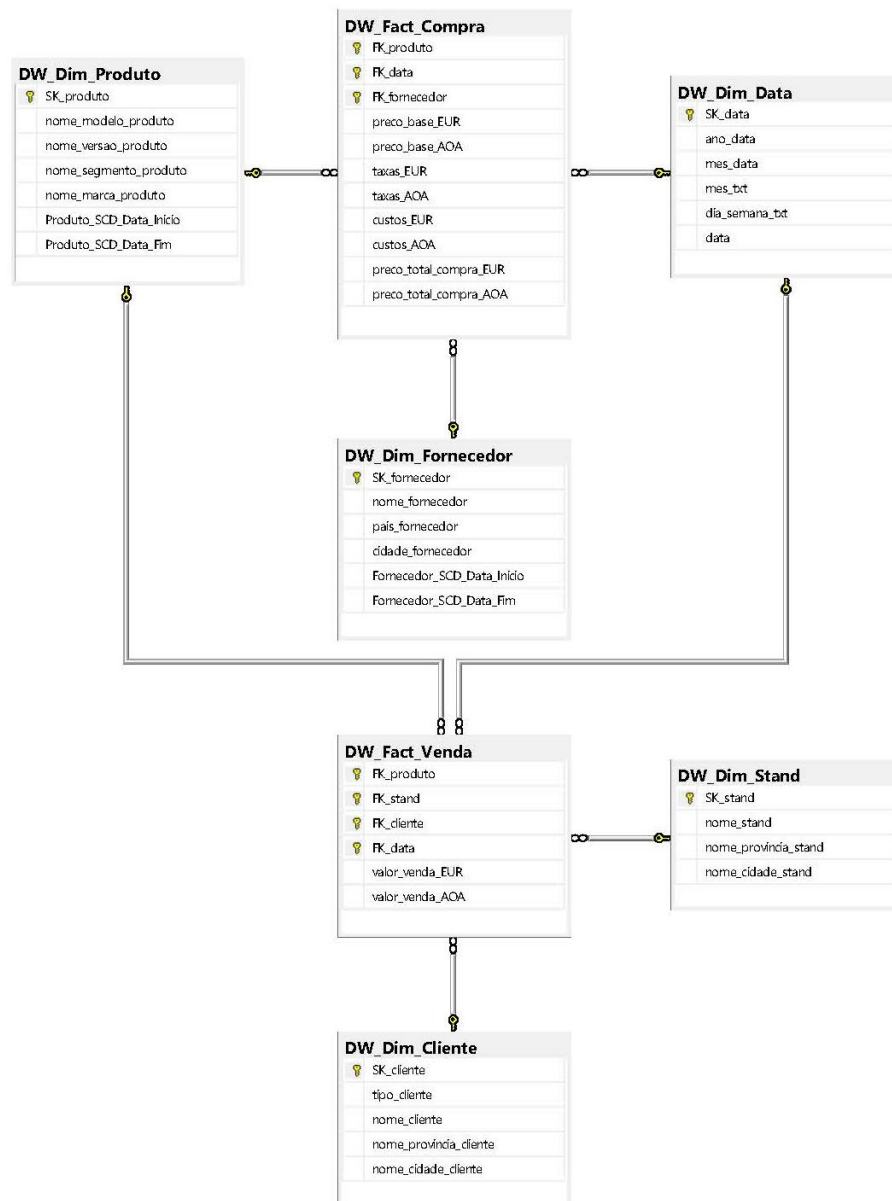 DW_Fact_Compra
FK_produto
FK_data
FK_fornecedor
preco_base_EUR
preco_base_AOA
taxas_EUR
taxas_AOA
custos_EUR
custos_AOA
preco_total_compra_EUR
preco_total_compra_AOA
DW_Dim_Produto
SK_produto
nome_modelo_produto
nome_versao_produto
nome_segmento_produto
nome_marca_produto
Produto_SCD_Data_Inicio
Produto_SCD_Data_Fim
DW_Dim_Data
SK_data
ano_data
mes_data
mes_txt
dia_semana_txt
data
DW_Dim_Fornecedor
SK_fornecedor
nome_fornecedor
pais_fornecedor
cidade_fornecedor
Fornecedor_SCD_Data_Inicio
Fornecedor_SCD_Data_Fim
DW_Fact_Venda
FK_produto
FK_stand
FK_cliente
FK_data
valor_venda_EUR
valor_venda_AOA
DW_Dim_Stand
SK_stand
nome_stand
nome_provincia_stand
nome_cidade_stand
DW_Dim_Cliente
SK_cliente
tipo_cliente
nome_cliente
nome_provincia_cliente
nome_cidade_cliente